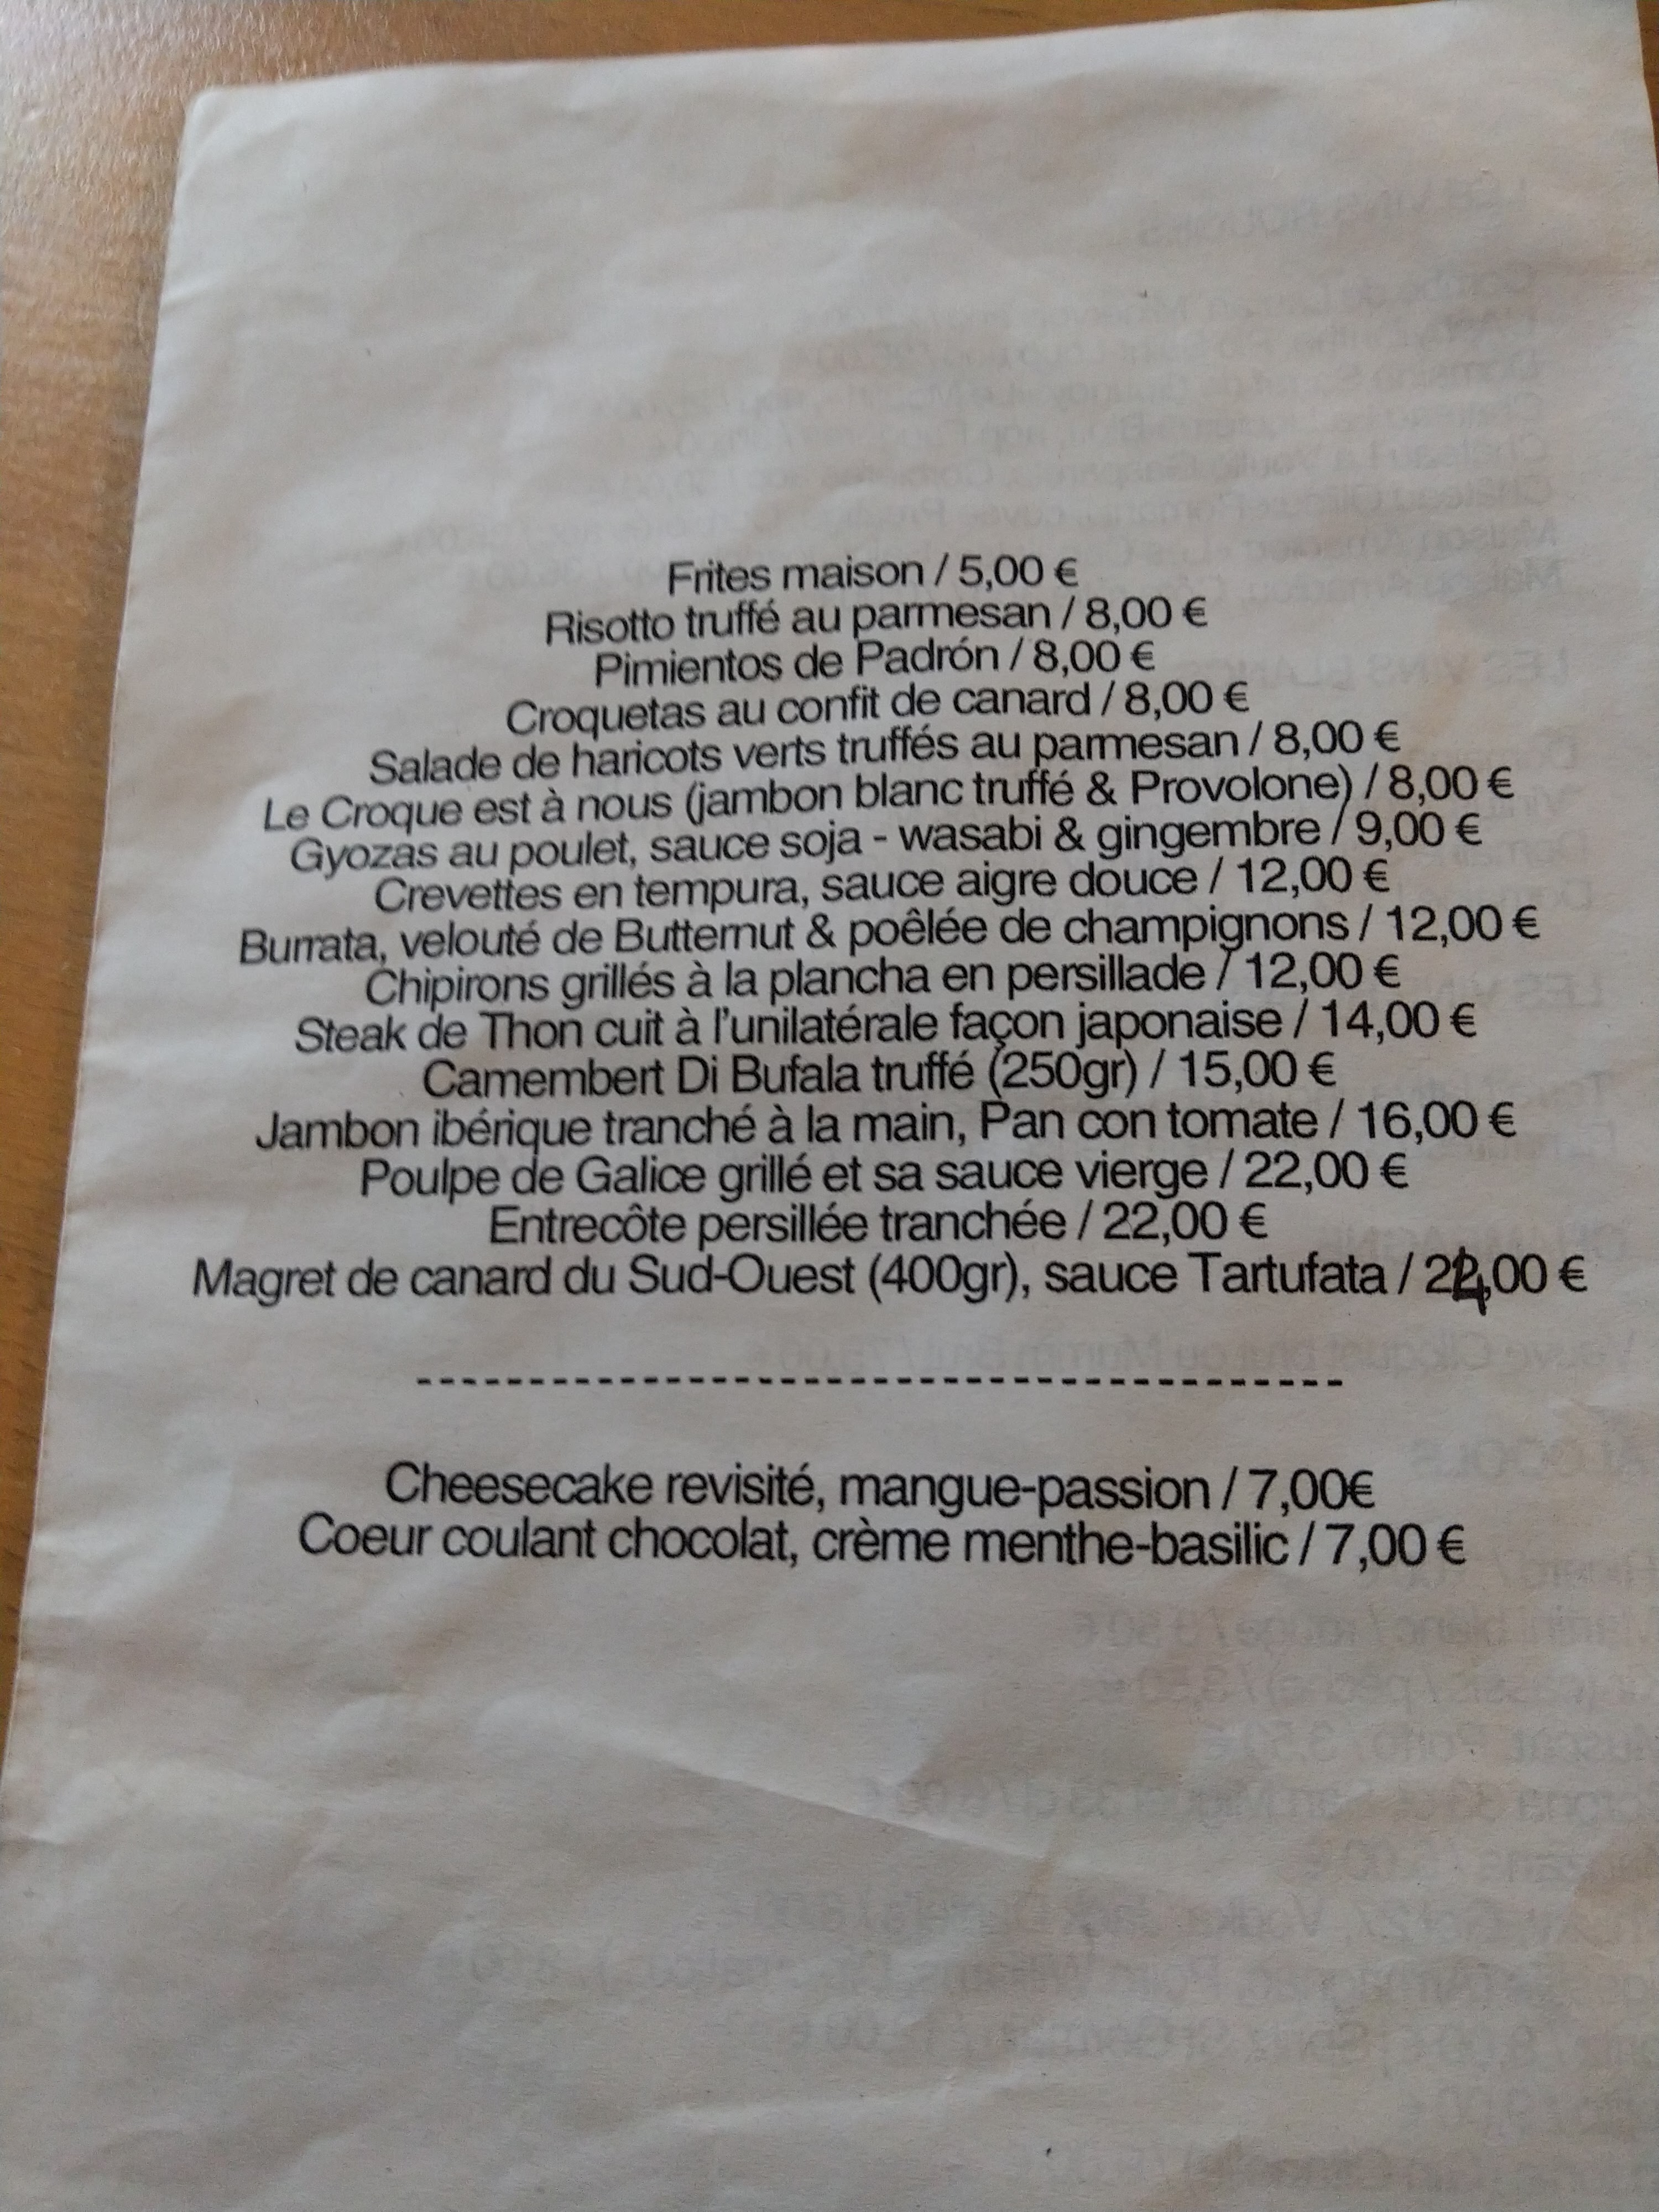 Frites maison / 5,00 €
Risotto truffé au parmesan / 8,00 €
Pimientos de Padrón / 8,00 €
Croquetas au confit de canard / 8,00 €
Salade de haricots verts truffés au parmesan / 8,00 €
Le Croque est à nous (jambon blanc truffé & Provolone) / 8,00 €
Gyozas au poulet, sauce soja - wasabi & gingembre / 9,00 €
Crevettes en tempura, sauce aigre douce / 12,00 €
Burrata, velouté de Butternut & poêlée de champignons / 12,00 €
Chipirons grillés à la plancha en persillade / 12,00 €
Steak de Thon cuit à l'unilatérale façon japonaise / 14,00 €
Camembert Di Bufala truffé (250gr) / 15,00 €
Jambon ibérique tranché à la main, Pan con tomate / 16,00 €
Poulpe de Galice grillé et sa sauce vierge / 22,00 €
Entrecôte persillée tranchée / 22,00 €
Magret de canard du Sud-Ouest (400gr), sauce Tartufata / 24,00 €
----------------------------------------
Cheesecake revisité, mangue-passion / 7,00€
Coeur coulant chocolat, crème menthe-basilic / 7,00 €